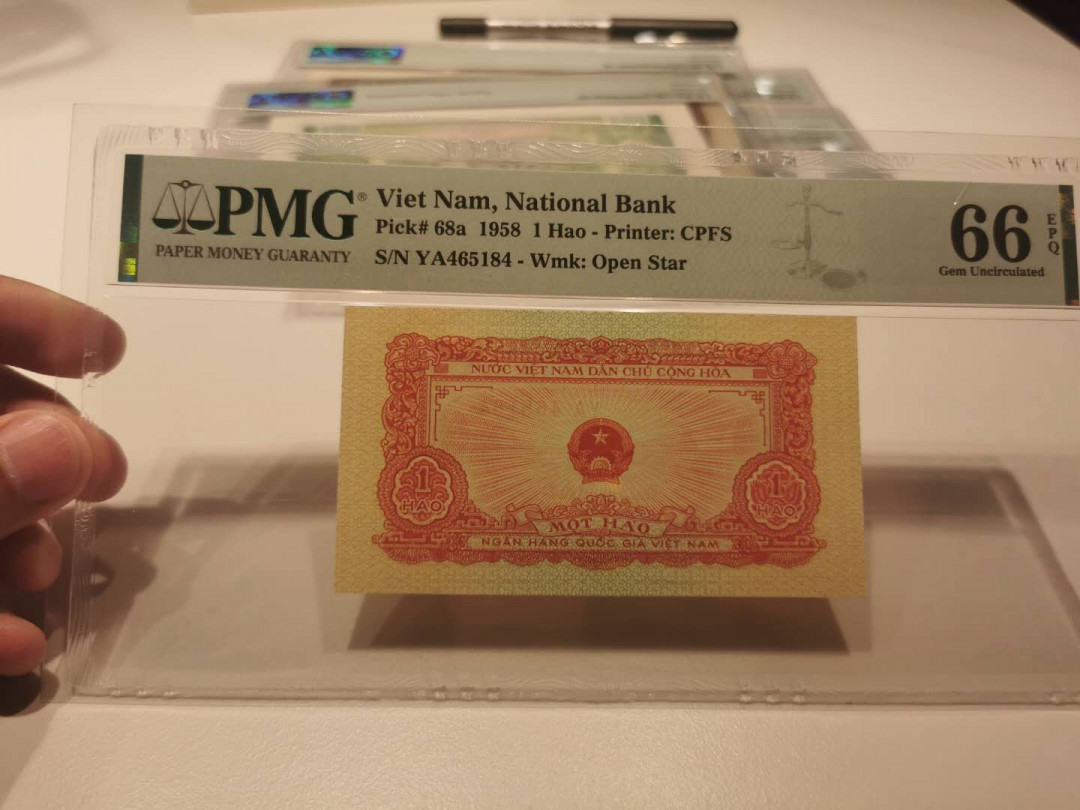 PMG®
PAPER MONEY GUARANTY
Viet Nam, National Bank
Pick# 68a 1958 1 Hao - Printer: CPFS
S/N YA465184 - Wmk: Open Star
66
EPQ
Gem Uncirculated
NƯỚC VIỆT NAM DÂN CHỦ CỘNG HÒA
1
HÀO
1
HÀO
MỘT HÀO
NGÂN HÀNG QUỐC GIA VIỆT NAM